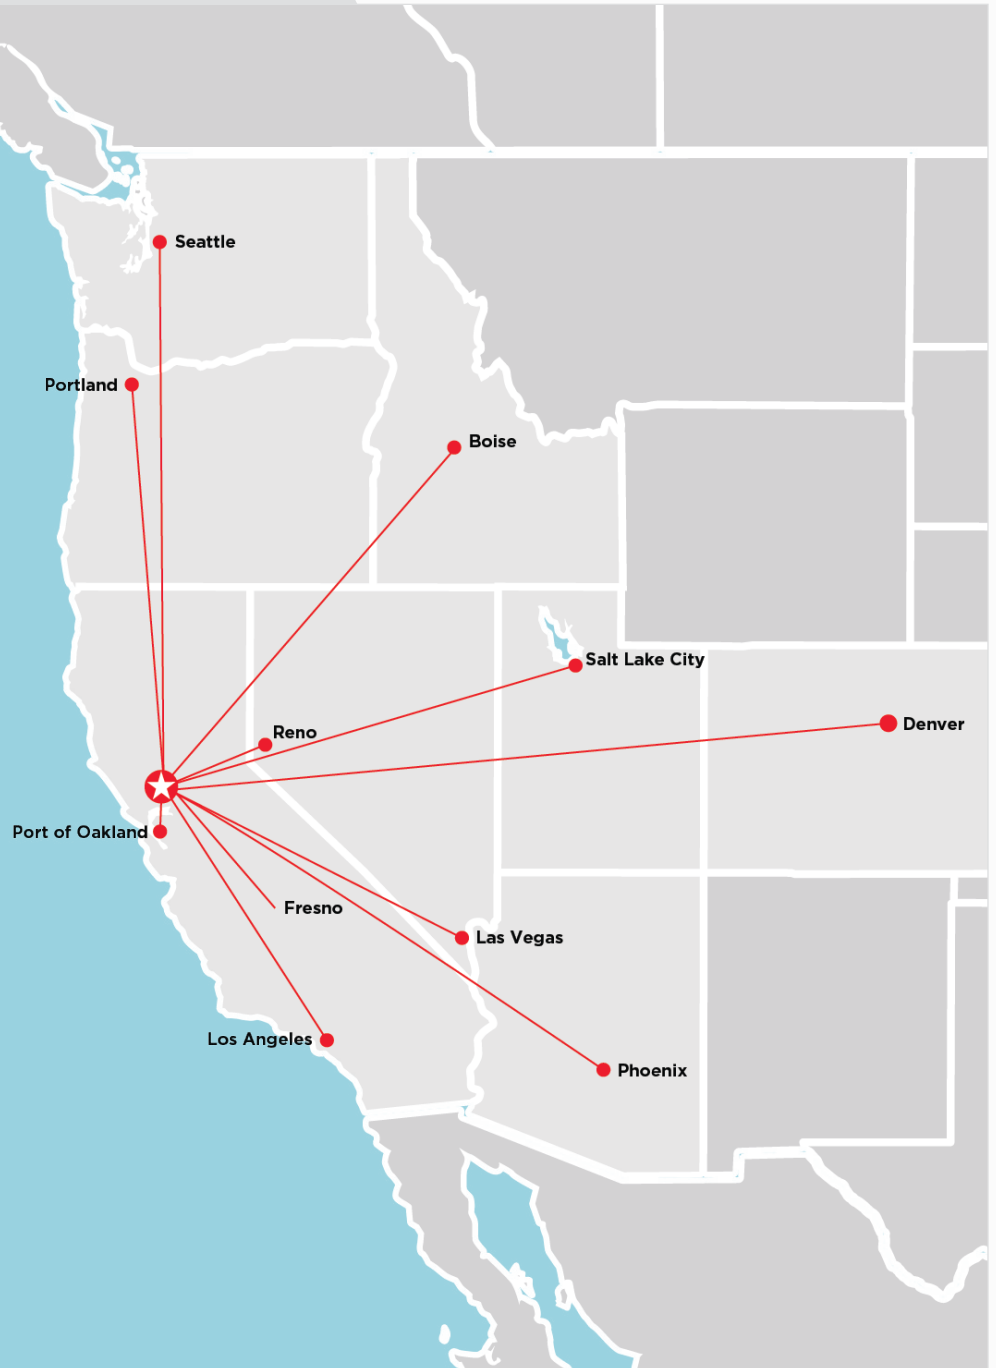 Seattle
Portland
Boise
Salt Lake City
Denver
Reno
Port of Oakland
Fresno
Las Vegas
Los Angeles
Phoenix